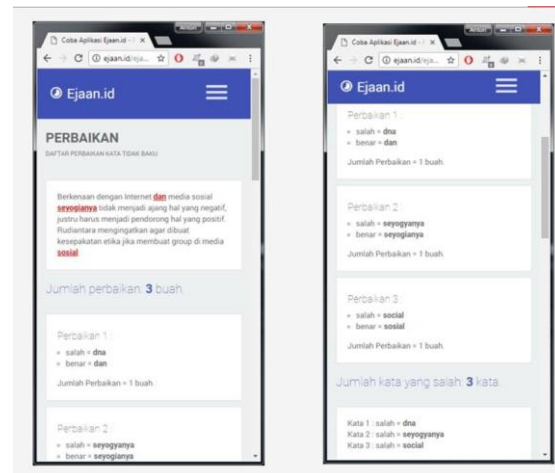 Coba Aplikasi Ejaan.id -
ejaan.id/eja...
Ejaan.id
PERBAIKAN
DAFTAR PERBAIKAN KATA TIDAK BAKU
Berkenaan dengan Internet dan media sosial
seyogianya tidak menjadi ajang hal yang negatif,
justru harus menjadi pendorong hal yang positif.
Rudiantara mengingatkan agar dibuat
kesepakatan etika jika membuat group di media
sosial.
Jumlah perbaikan: 3 buah.
Perbaikan 1 :
salah = dna
benar = dan
Jumlah Perbaikan = 1 buah.
Perbaikan 2 :
salah = seyogyanya
benar = seyogianya
Coba Aplikasi Ejaan.id -
ejaan.id/eja...
Ejaan.id
Perbaikan 1 :
salah = dna
benar = dan
Jumlah Perbaikan = 1 buah.
Perbaikan 2 :
salah = seyogyanya
benar = seyogianya
Jumlah Perbaikan = 1 buah.
Perbaikan 3 :
salah = social
benar = sosial
Jumlah Perbaikan = 1 buah.
Jumlah kata yang salah: 3 kata.
Kata 1 : salah = dna
Kata 2 : salah = seyogyanya
Kata 3 : salah = social